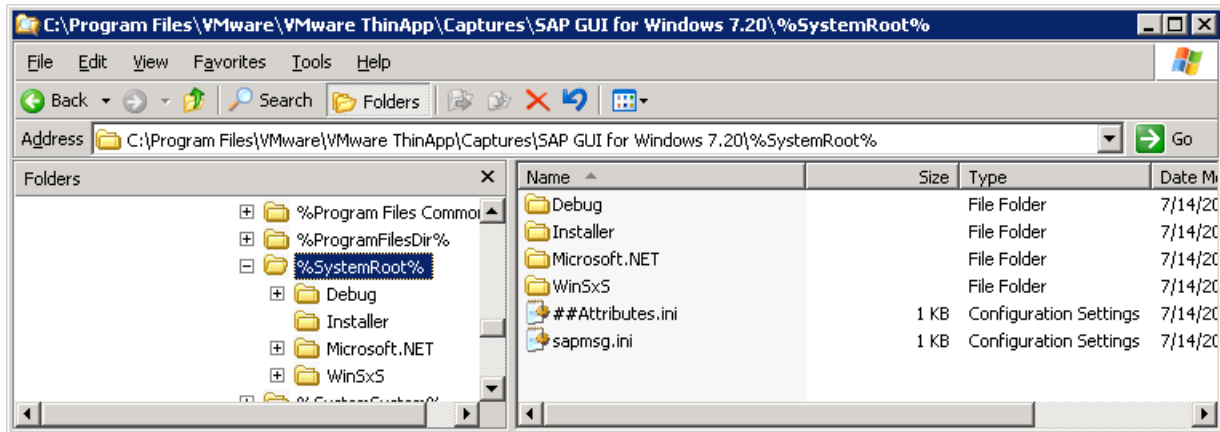 C:\Program Files\VMware\VMware ThinApp\Captures\SAP GUI for Windows 7.20\%SystemRoot%
File Edit View Favorites Tools Help
Back Search Folders
Address C:\Program Files\VMware\VMware ThinApp\Captures\SAP GUI for Windows 7.20\%SystemRoot% Go
Folders x Name Size Type Date M
%Program Files Commo
%ProgramFilesDir%
%SystemRoot%
Debug
Installer
Microsoft.NET
WinSxS
Debug File Folder 7/14/20
Installer File Folder 7/14/20
Microsoft.NET File Folder 7/14/20
WinSxS File Folder 7/14/20
##Attributes.ini 1 KB Configuration Settings 7/14/20
sapmsg.ini 1 KB Configuration Settings 7/14/20